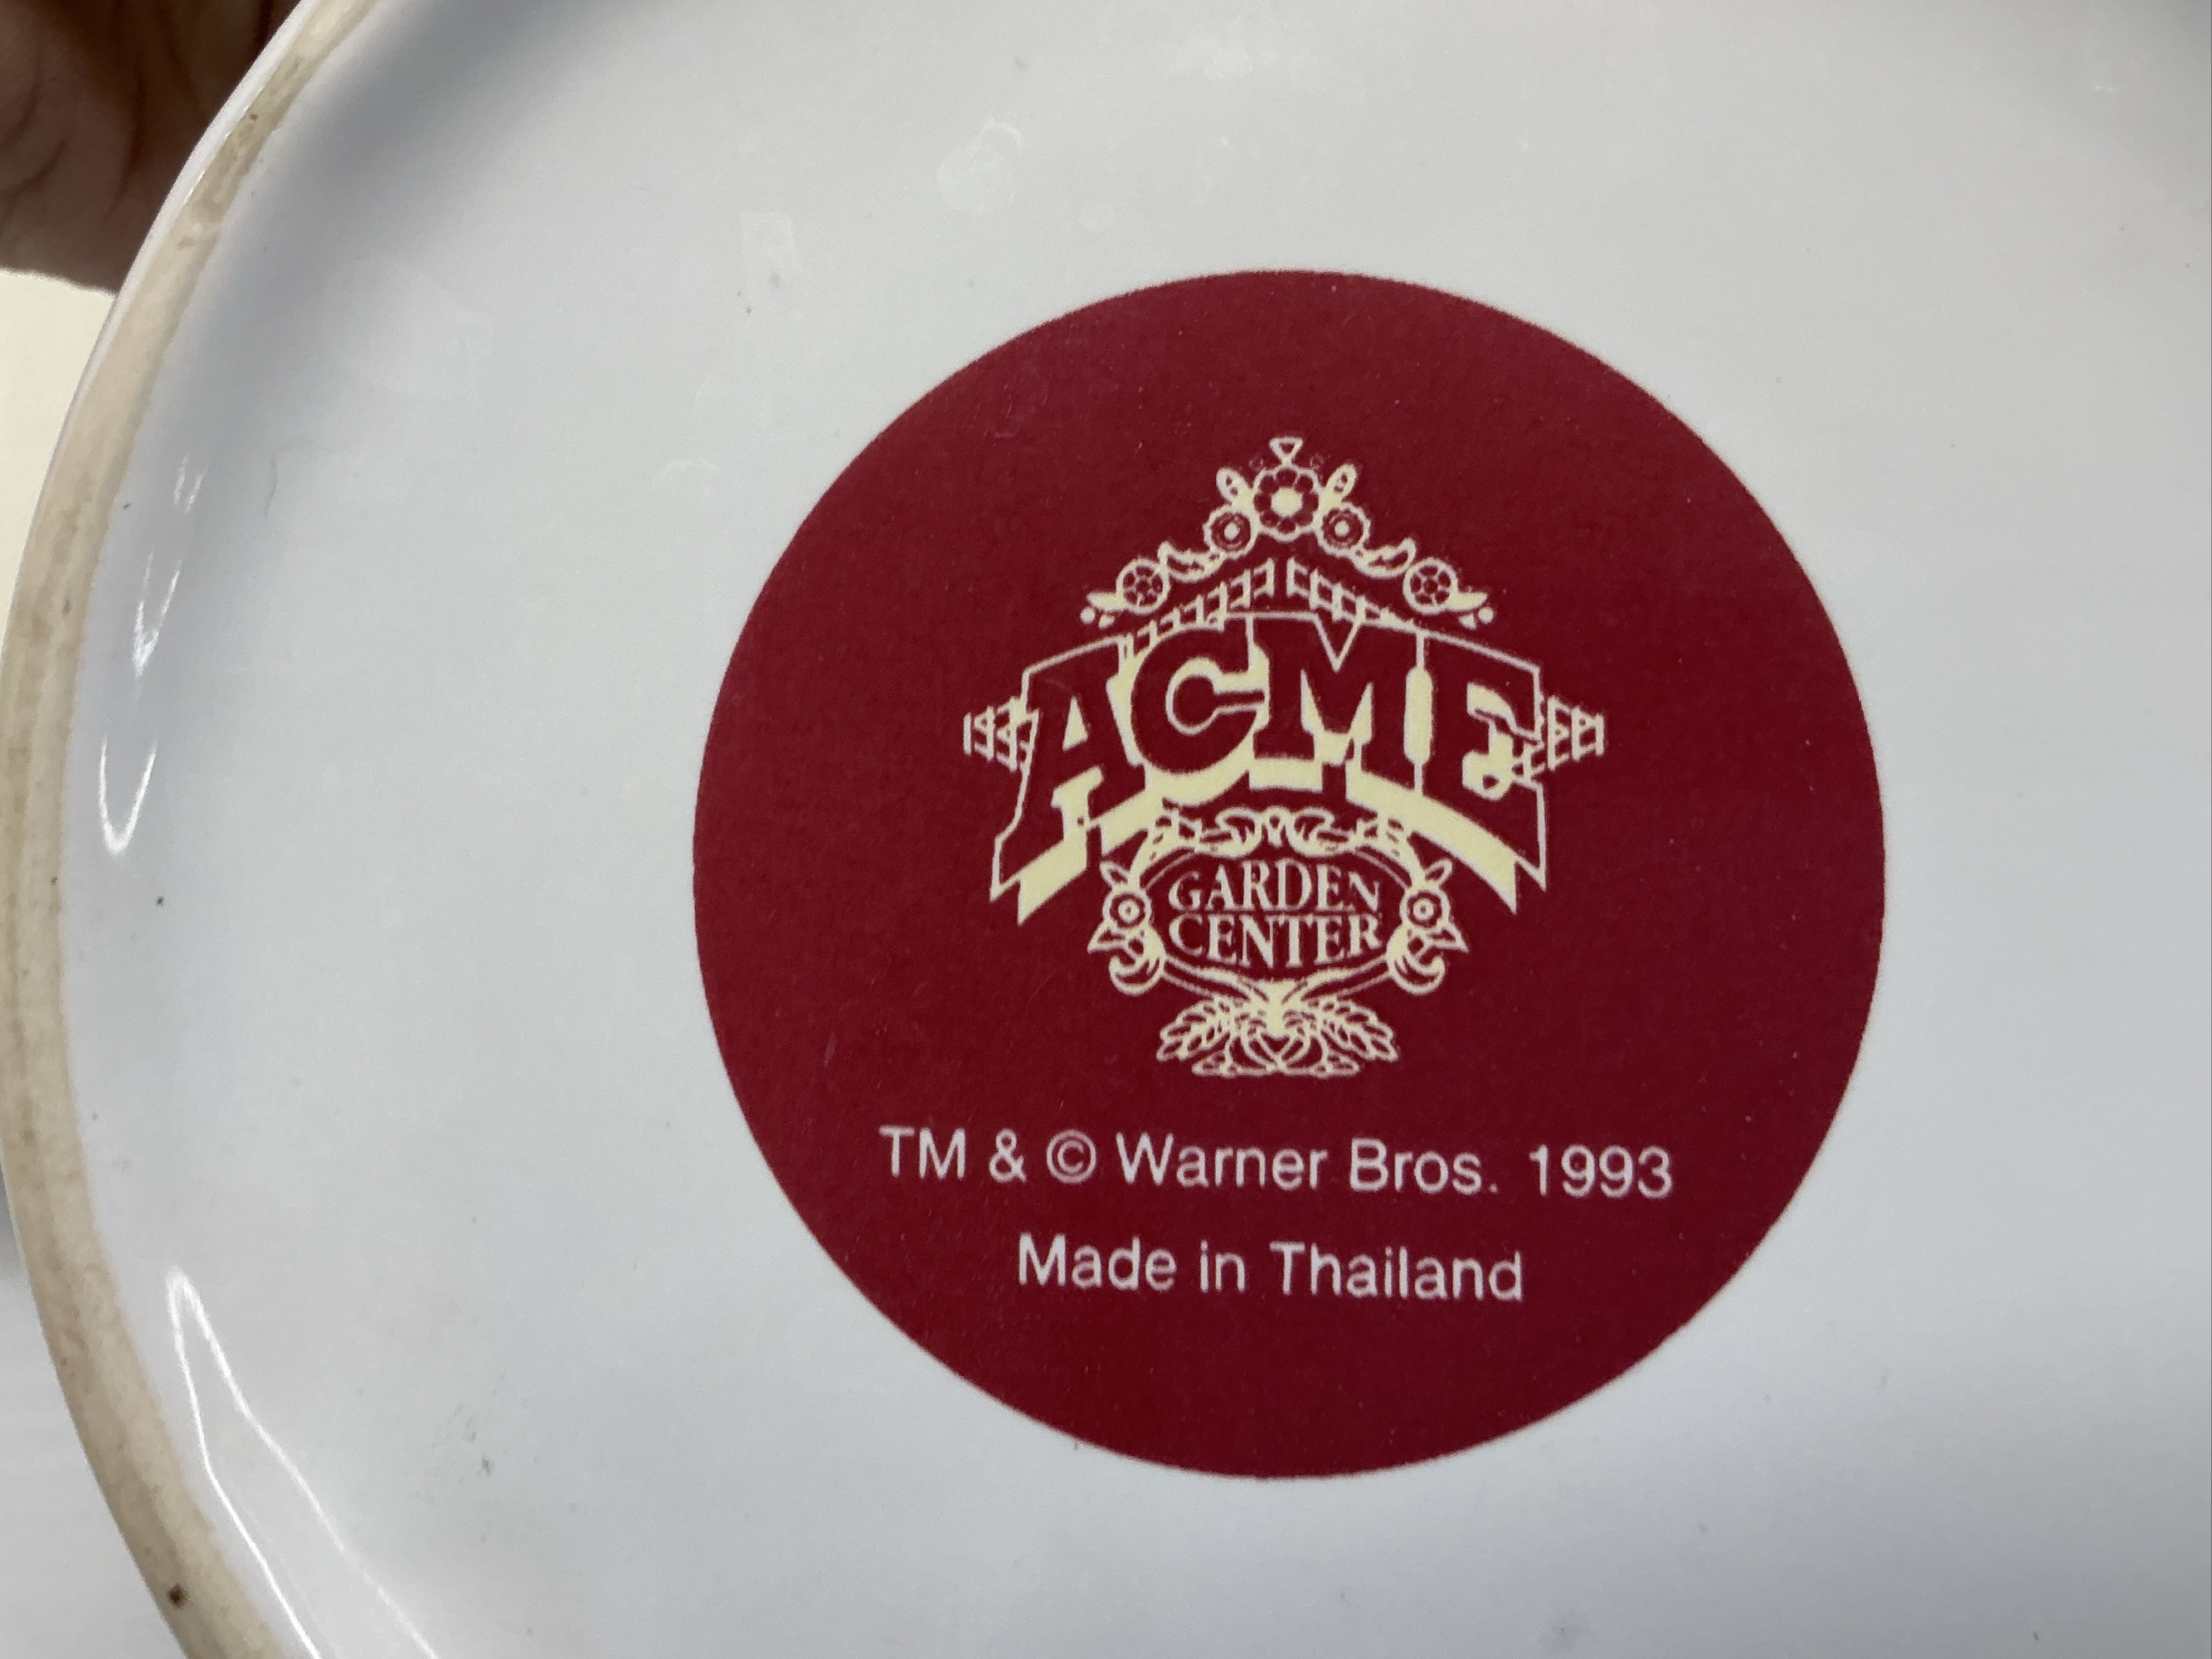 ACME
GARDEN
CENTER
TM & © Warner Bros. 1993
Made in Thailand